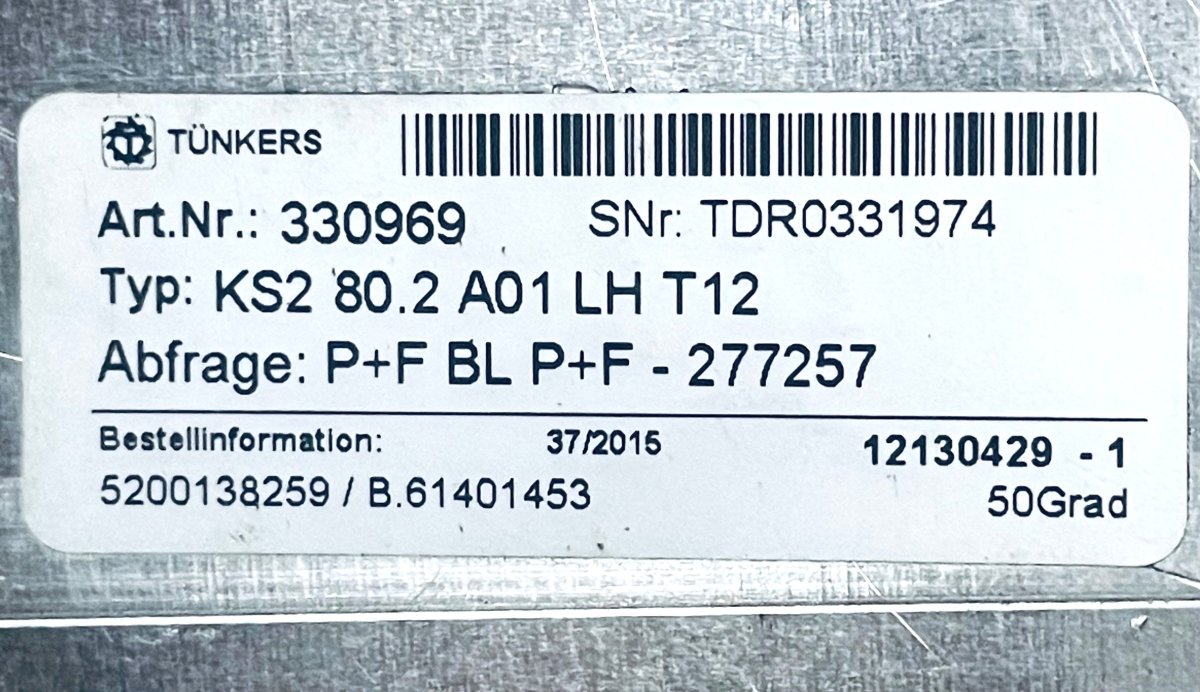 TÜNKERS
Art.Nr.: 330969 SNr: TDR0331974
Typ: KS2 80.2 A01 LH T12
Abfrage: P+F BL P+F - 277257
Bestellinformation: 37/2015 12130429 - 1
5200138259 / B.61401453 50Grad